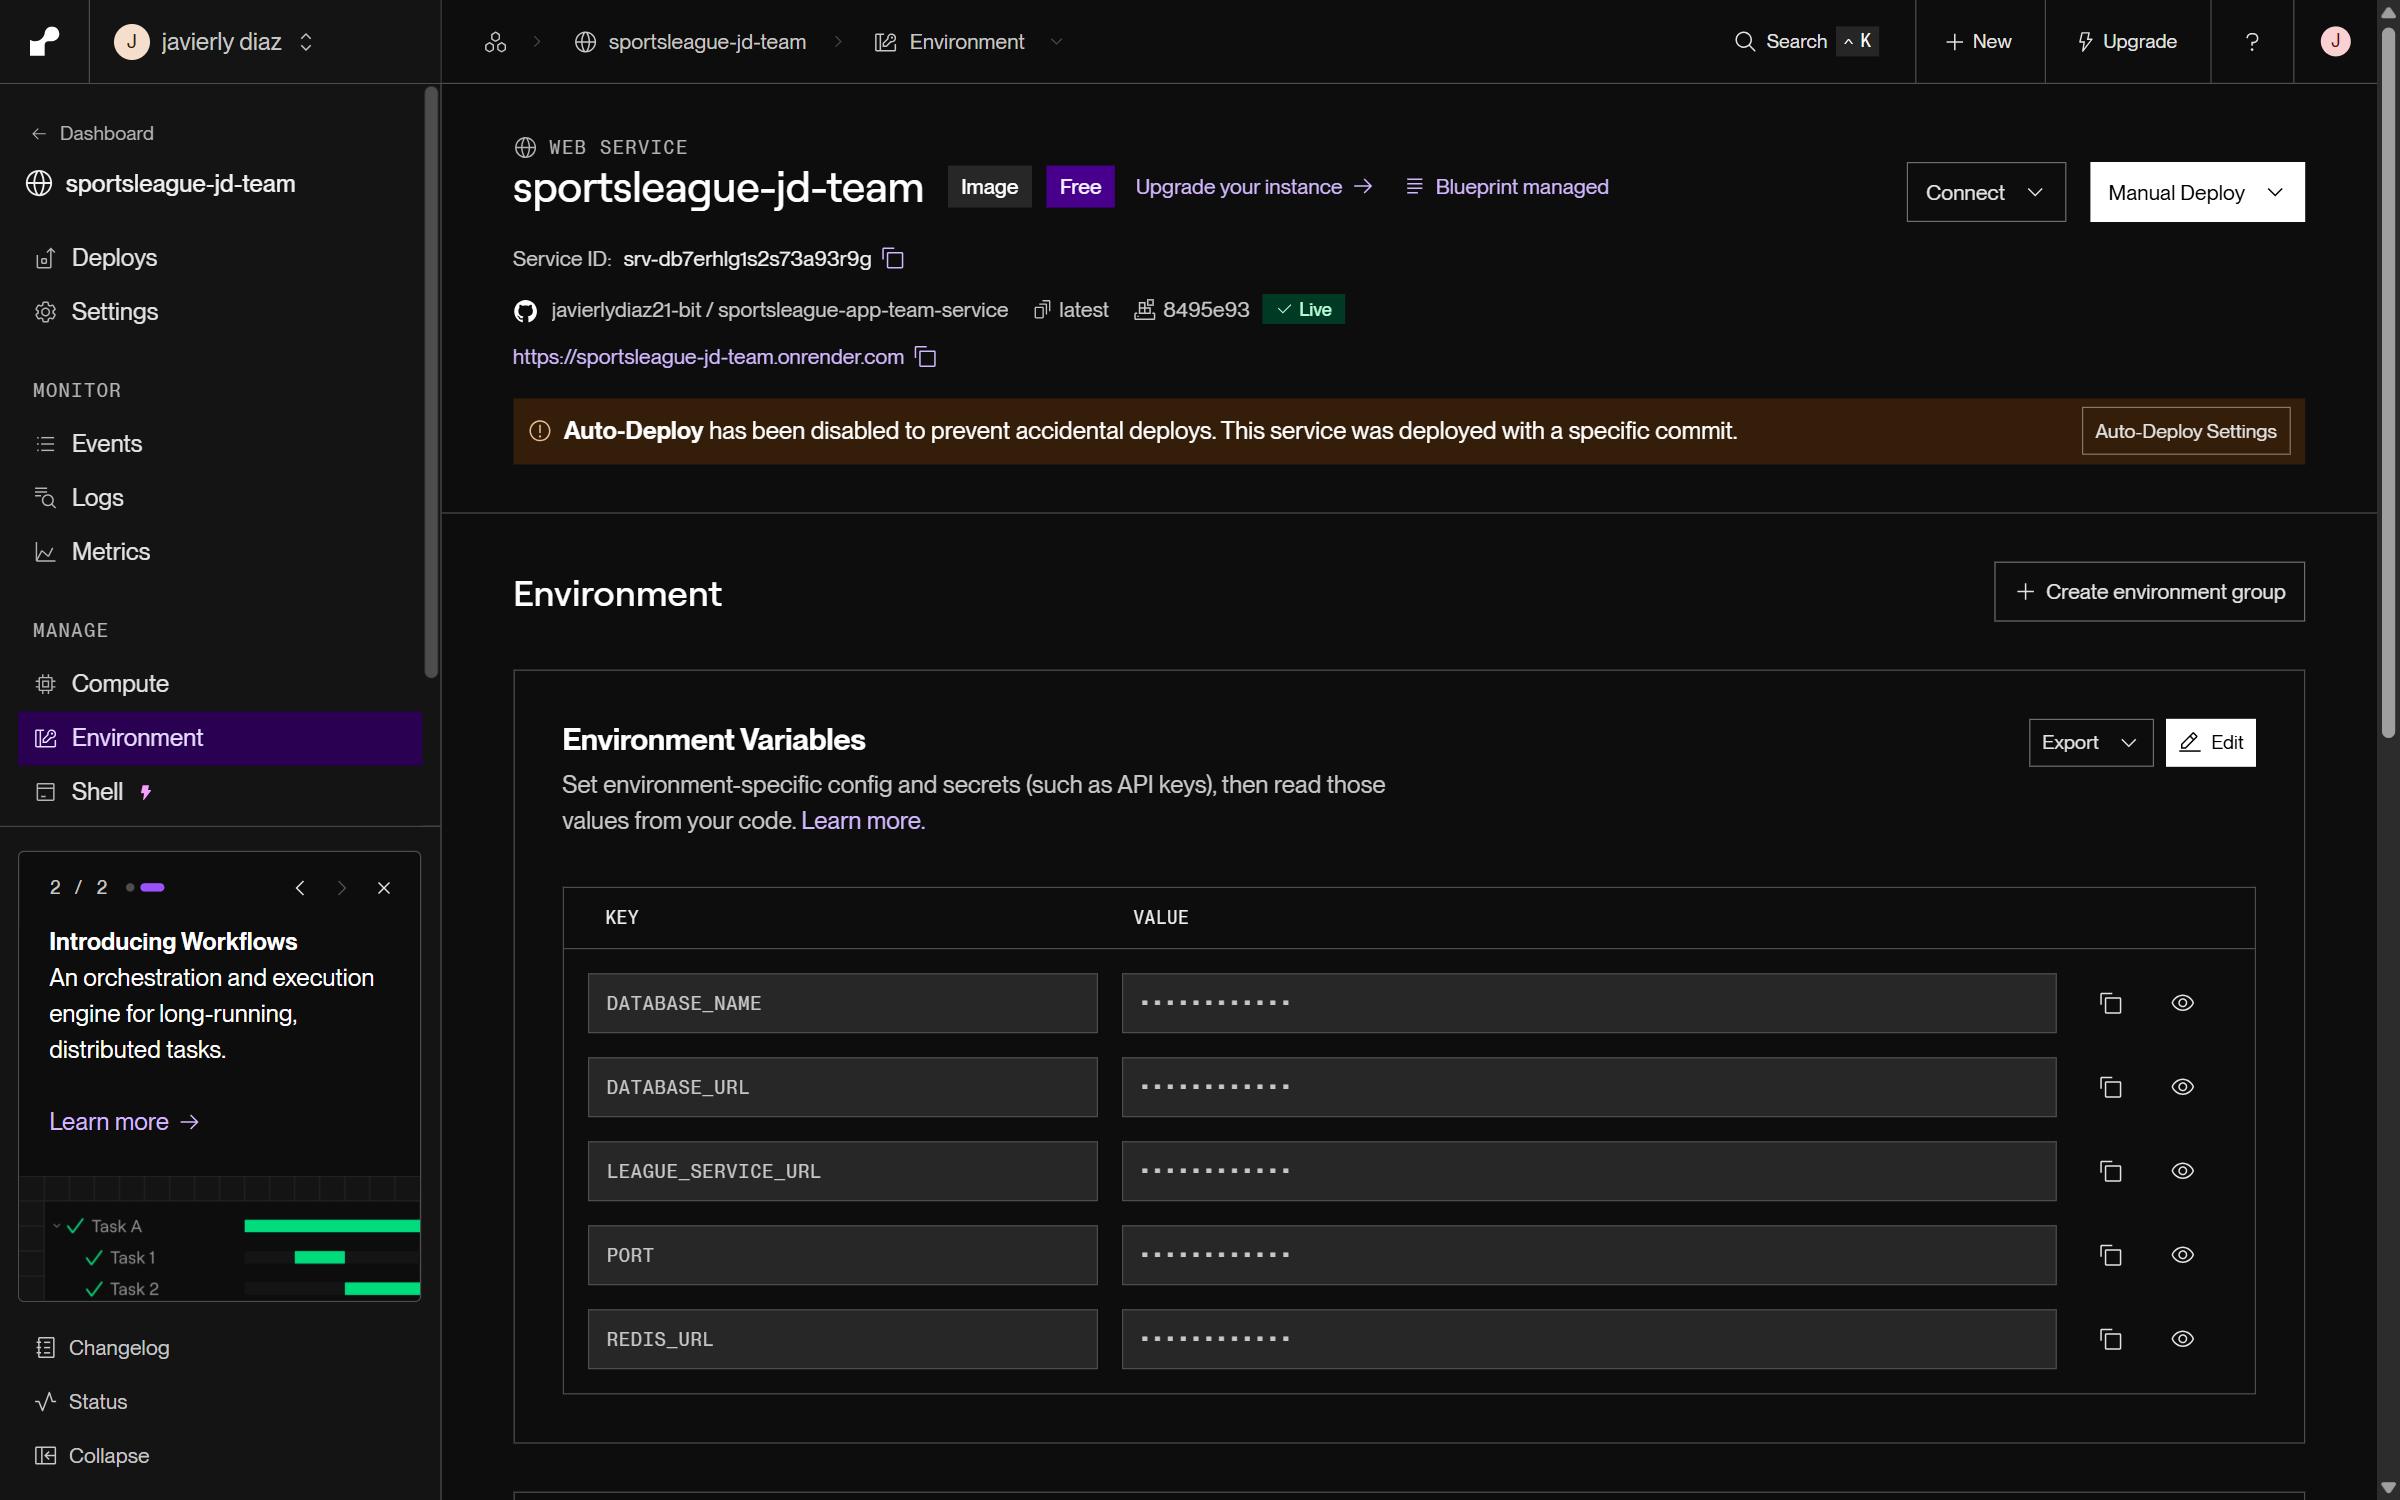 J javierly diaz
sportsleague-jd-team
Environment
Search ^ K
+ New
Upgrade
?
J
← Dashboard
sportsleague-jd-team
Deploys
Settings
MONITOR
Events
Logs
Metrics
MANAGE
Compute
Environment
Shell
2 / 2
Introducing Workflows
An orchestration and execution
engine for long-running,
distributed tasks.
Learn more →
Task A
Task 1
Task 2
Changelog
Status
Collapse
WEB SERVICE
sportsleague-jd-team Image Free Upgrade your instance → Blueprint managed
Connect
Manual Deploy
Service ID: srv-db7erhlg1s2s73a93r9g
javierlydiaz21-bit / sportsleague-app-team-service latest 8495e93 Live
https://sportsleague-jd-team.onrender.com
Auto-Deploy has been disabled to prevent accidental deploys. This service was deployed with a specific commit.
Auto-Deploy Settings
Environment
+ Create environment group
Environment Variables
Export
Edit
Set environment-specific config and secrets (such as API keys), then read those
values from your code. Learn more.
KEY VALUE
DATABASE_NAME ············
DATABASE_URL ············
LEAGUE_SERVICE_URL ············
PORT ············
REDIS_URL ············